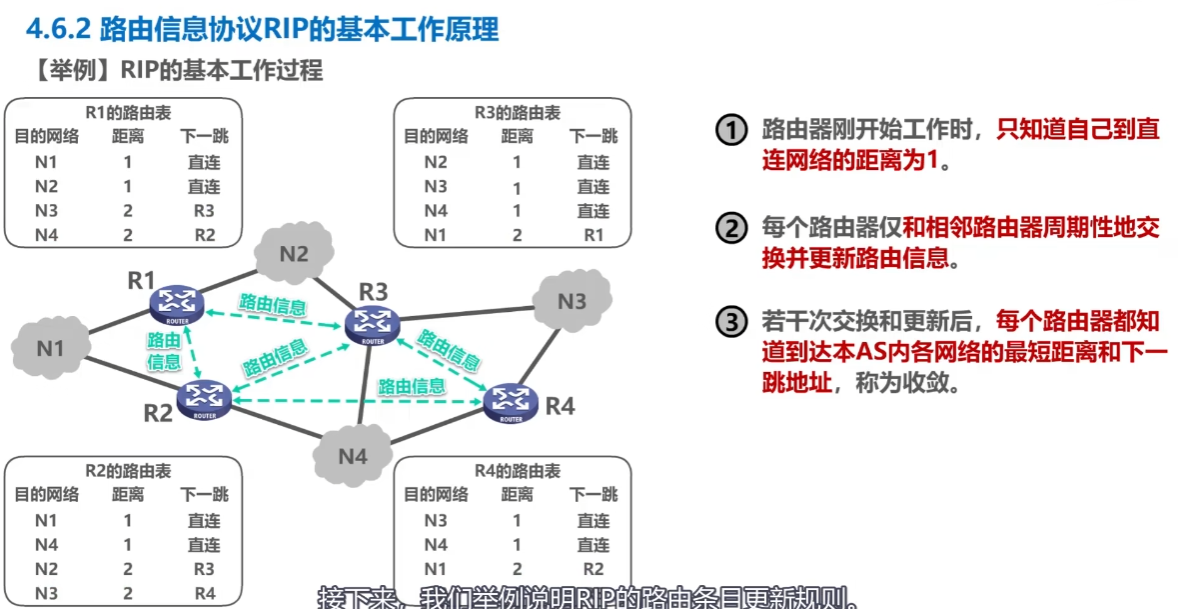 4.6.2 路由信息协议RIP的基本工作原理
【举例】RIP的基本工作过程
R1的路由表
目的网络 距离 下一跳
N1 1 直连
N2 1 直连
N3 2 R3
N4 2 R2
R3的路由表
目的网络 距离 下一跳
N2 1 直连
N3 1 直连
N4 1 直连
N1 2 R1
① 路由器刚开始工作时，只知道自己到直
连网络的距离为1。
② 每个路由器仅和相邻路由器周期性地交
换并更新路由信息。
③ 若干次交换和更新后，每个路由器都知
道到达本AS内各网络的最短距离和下一
跳地址，称为收敛。
N2
R1
ROUTER
路由信息
R3
ROUTER
N3
N1
路由
信息
路由信息
路由信息
R2
ROUTER
路由信息
ROUTER
R4
N4
R2的路由表
目的网络 距离 下一跳
N1 1 直连
N4 1 直连
N2 2 R3
N3 2 R4
R4的路由表
目的网络 距离 下一跳
N3 1 直连
N4 1 直连
N1 2 R2
接下来，我们举例说明RIP的路由条目更新规则。